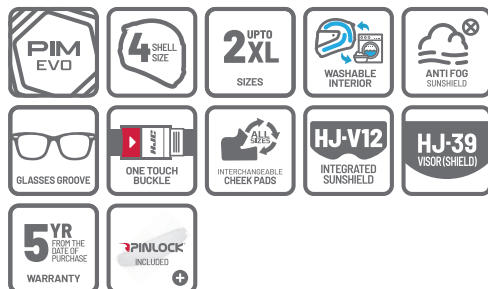 PIM
EVO
4 SHELL
SIZE
2 UPTO
XL
SIZES
WASHABLE
INTERIOR
ANTI FOG
SUNSHIELD
GLASSES GROOVE
HJC
ONE TOUCH
BUCKLE
ALL
SIZES
INTERCHANGEABLE
CHEEK PADS
HJ-V12
INTEGRATED
SUNSHIELD
HJ-39
VISOR (SHIELD)
5 YR
FROM THE
DATE OF
PURCHASE
WARRANTY
PINLOCK
INCLUDED